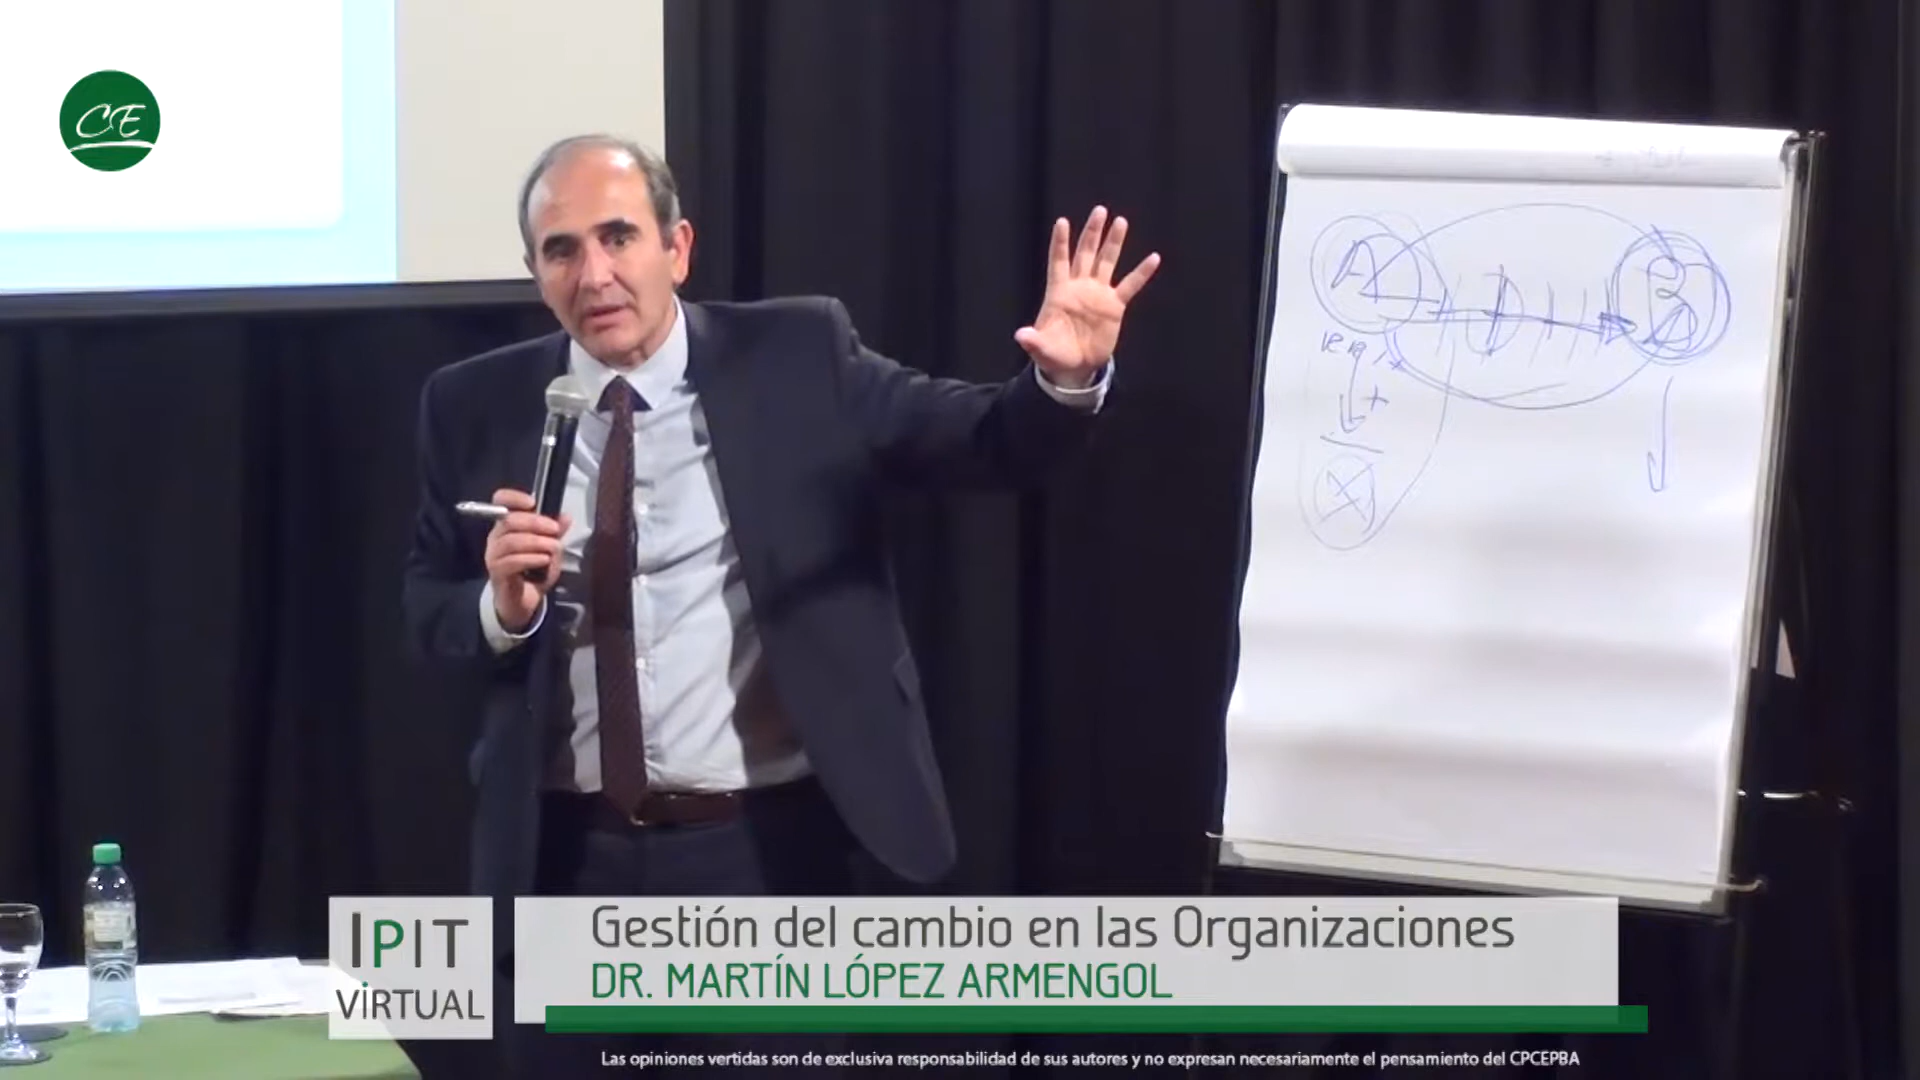 CE
A
B
X
IPIT
VIRTUAL
Gestión del cambio en las Organizaciones
DR. MARTÍN LÓPEZ ARMENGOL
Las opiniones vertidas son de exclusiva responsabilidad de sus autores y no expresan necesariamente el pensamiento del CPCEPBA